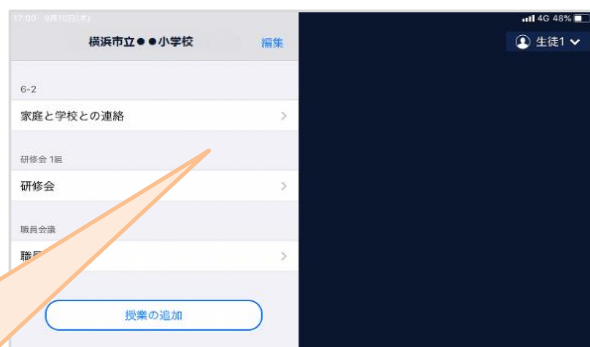 17:00 9月10日(木)
4G 48%
横浜市立●●小学校 編集
生徒1
6-2
家庭と学校との連絡
研修会 1組
研修会
職員会議
授業の追加